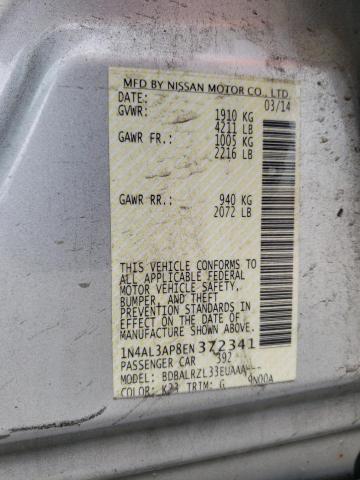 MFD BY NISSAN MOTOR CO., LTD.
DATE: 03/14
GVWR: 1910 KG
4211 LB
GAWR FR.: 1005 KG
2216 LB
GAWR RR.: 940 KG
2072 LB
THIS VEHICLE CONFORMS TO
ALL APPLICABLE FEDERAL
MOTOR VEHICLE SAFETY,
BUMPER, AND THEFT
PREVENTION STANDARDS IN
EFFECT ON THE DATE OF
MANUFACTURE SHOWN ABOVE.
1N4AL3AP8EN372341
PASSENGER CAR 392
MODEL: BDBALRZL33EUAAA---
COLOR: K23 TRIM: G 9N00A